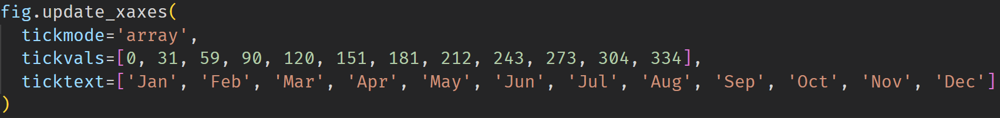 fig.update_xaxes(
  tickmode='array',
  tickvals=[0, 31, 59, 90, 120, 151, 181, 212, 243, 273, 304, 334],
  ticktext=['Jan', 'Feb', 'Mar', 'Apr', 'May', 'Jun', 'Jul', 'Aug', 'Sep', 'Oct', 'Nov', 'Dec']
)